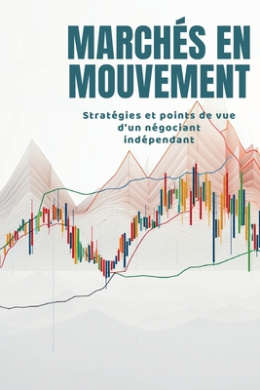 MARCHÉS EN
MOUVEMENT
Stratégies et points de vue
d'un négociant
indépendant